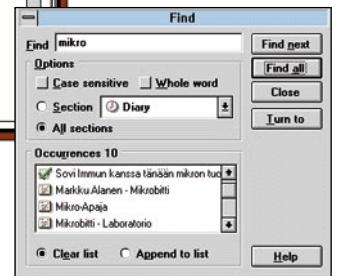 Find
Find mikro Find next
Options Find all
Case sensitive Whole word
Close
Section Diary
Turn to
All sections
Occurrences 10
Sovi Immun kanssa tänään mikron tuo
Markku Alanen - Mikrobitti
Mikro-Apaja
Mikrobitti - Laboratorio
Clear list Append to list Help